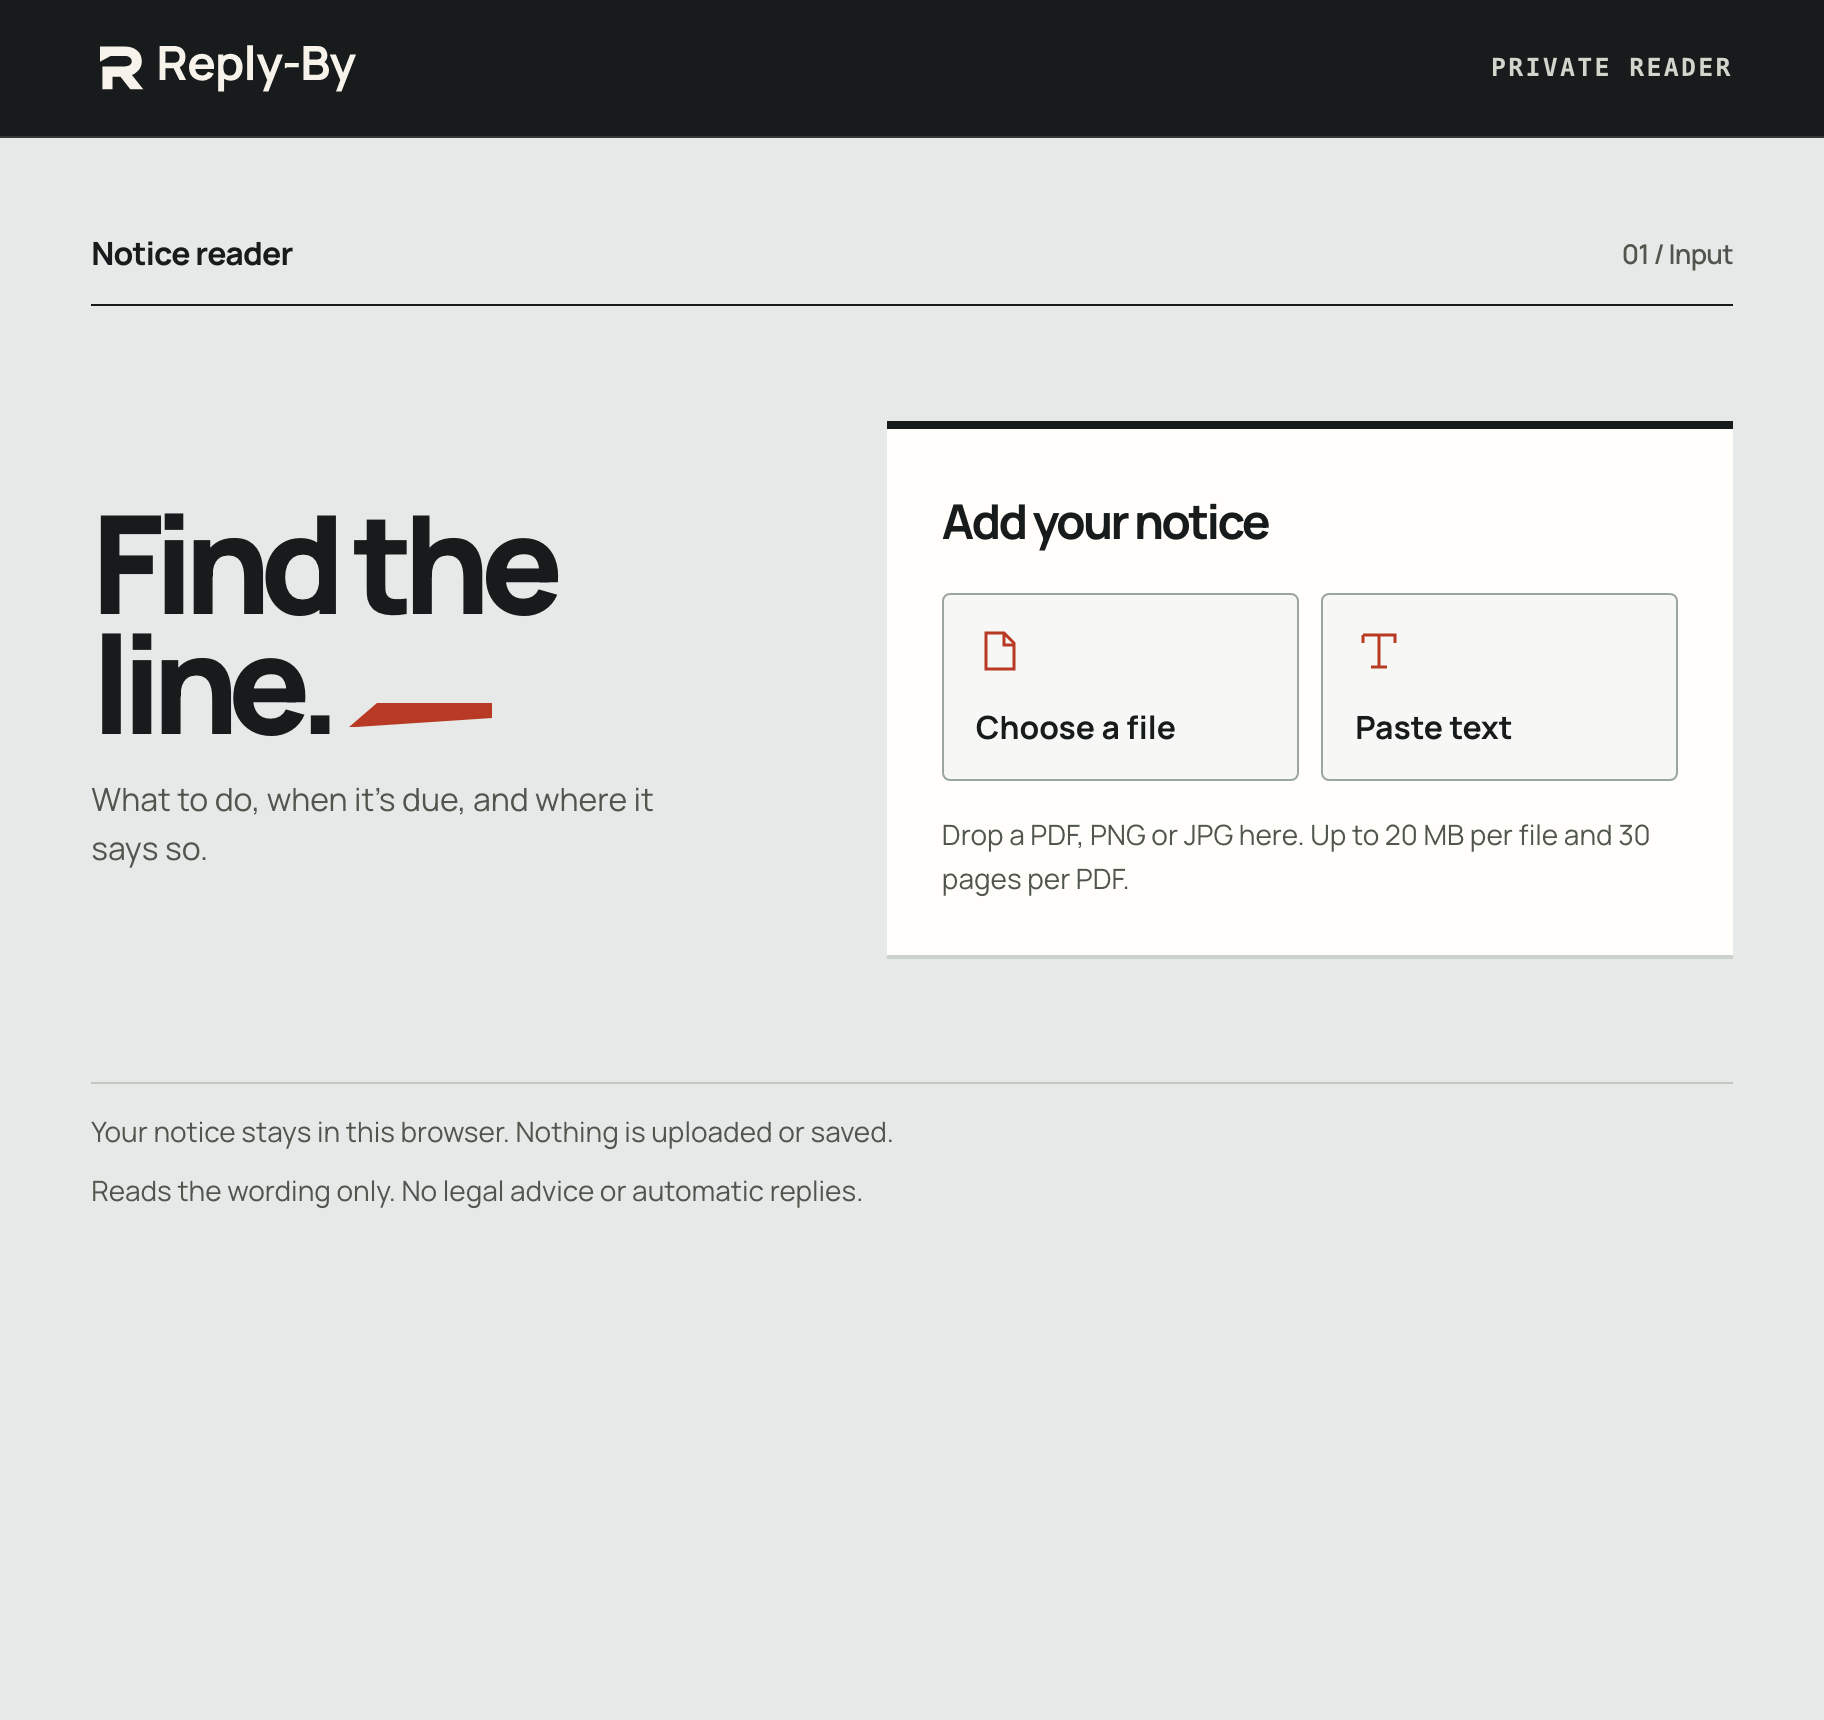 Reply-By
PRIVATE READER
Notice reader
01 / Input
Find the
line.
What to do, when it’s due, and where it
says so.
Add your notice
Choose a file
Paste text
Drop a PDF, PNG or JPG here. Up to 20 MB per file and 30
pages per PDF.
Your notice stays in this browser. Nothing is uploaded or saved.
Reads the wording only. No legal advice or automatic replies.